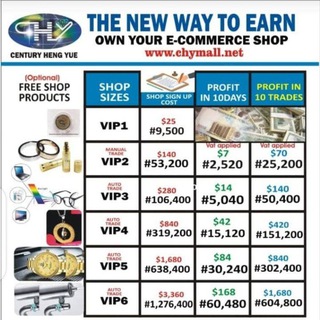 CHY
CENTURY HENG YUE
THE NEW WAY TO EARN
OWN YOUR E-COMMERCE SHOP
www.chymall.net
(Optional)
FREE SHOP
PRODUCTS
SHOP
SIZES
SHOP SIGN UP
COST
PROFIT
IN 10DAYS
PROFIT IN
10 TRADES
VIP1
$25
#9,500
MANUAL
TRADE
VIP2
$140
#53,200
Vat applied
$7
#2,520
Vat applied
$70
#25,200
AUTO
TRADE
VIP3
$280
#106,400
$14
#5,040
$140
#50,400
AUTO
TRADE
VIP4
$840
#319,200
$42
#15,120
$420
#151,200
AUTO
TRADE
VIP5
$1,680
#638,400
$84
#30,240
$840
#302,400
AUTO
TRADE
VIP6
$3,360
#1,276,400
$168
#60,480
$1,680
#604,800